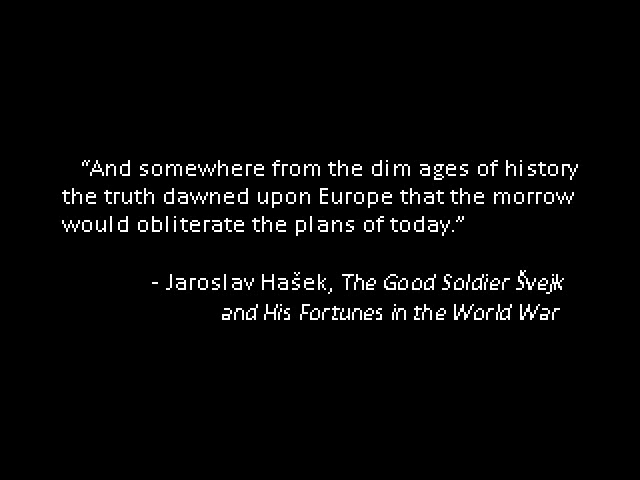 “And somewhere from the dim ages of history
the truth dawned upon Europe that the morrow
would obliterate the plans of today.”
- Jaroslav Hašek, The Good Soldier Švejk
and His Fortunes in the World War